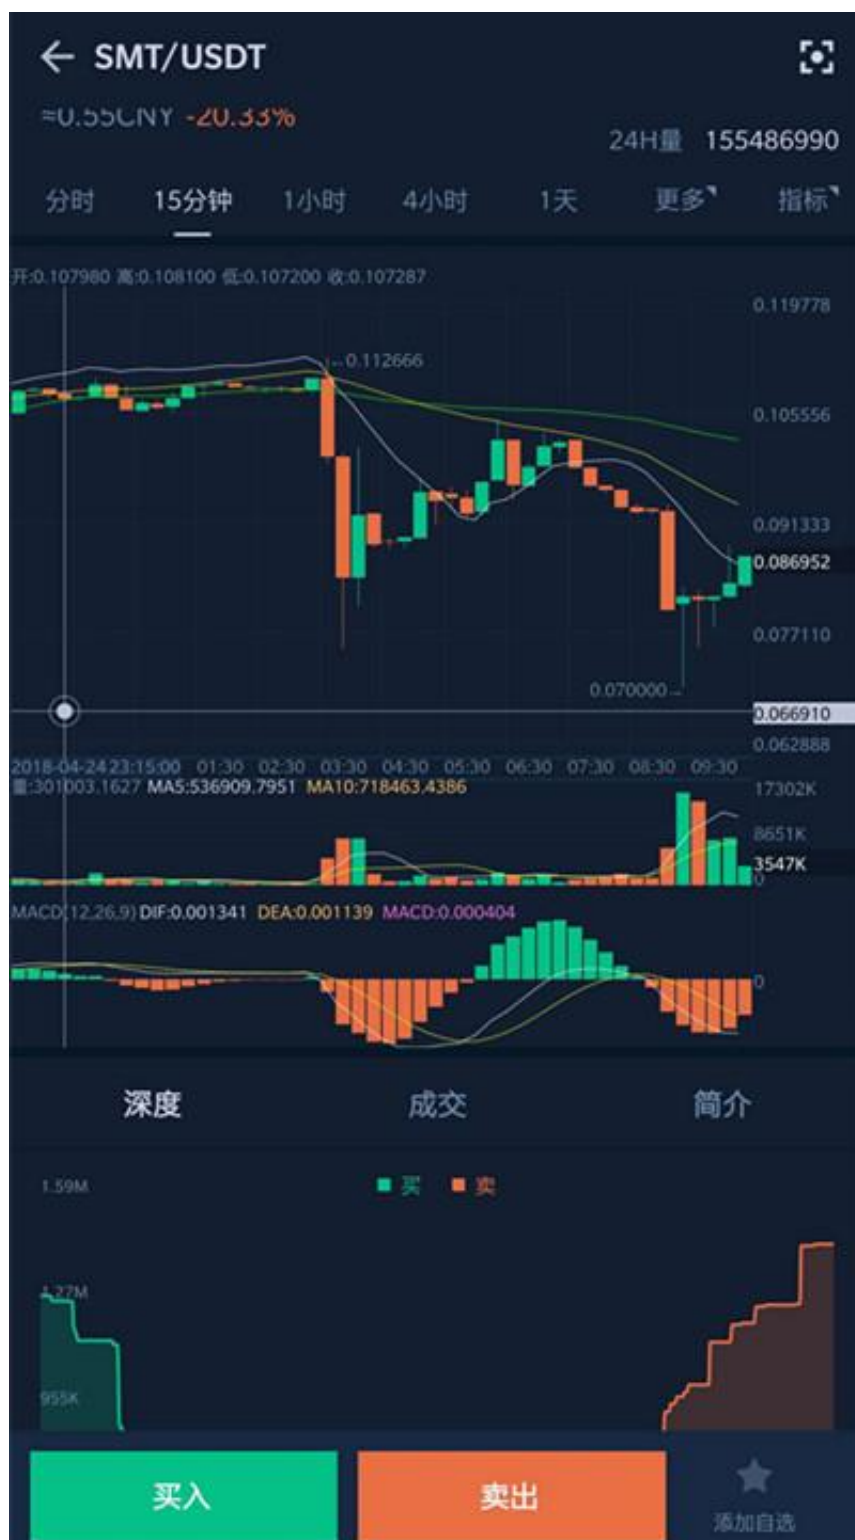 SMT/USDT
≈0.55CNY -20.33%
24H量 155486990
分时 15分钟 1小时 4小时 1天 更多 指标
开:0.107980 高:0.108100 低:0.107200 收:0.107287
0.119778
0.112666
0.105556
0.091333
0.086952
0.077110
0.070000
0.066910
0.062888
2018-04-24 23:15:00 01:30 02:30 03:30 04:30 05:30 06:30 07:30 08:30 09:30
量:301003.1627 MA5:536909.7951 MA10:718463.4386
17302K
8651K
3547K
0
MACD(12,26,9) DIF:0.001341 DEA:0.001139 MACD:0.000404
0
深度 成交 简介
1.59M
买 卖
1.27M
955K
买入 卖出
添加自选